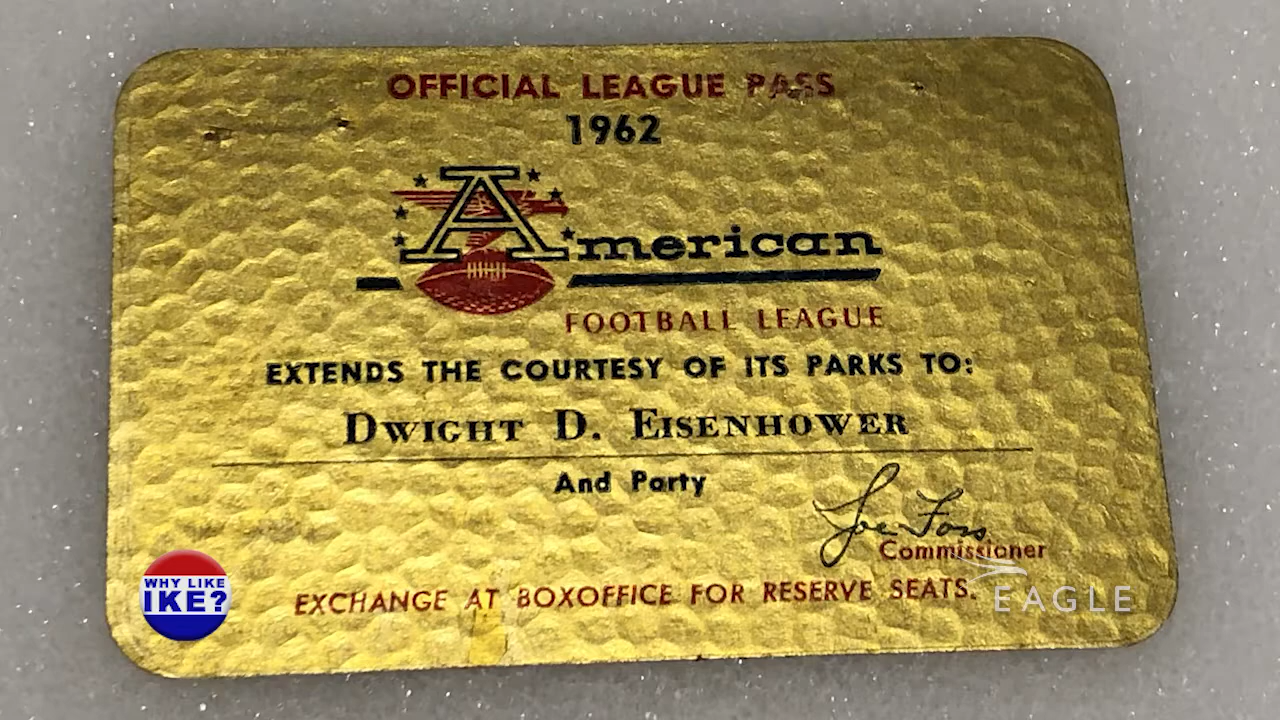 OFFICIAL LEAGUE PASS
1962
American
FOOTBALL LEAGUE
EXTENDS THE COURTESY OF ITS PARKS TO:
DWIGHT D. EISENHOWER
And Party
Joe Foss
Commissioner
EXCHANGE AT BOXOFFICE FOR RESERVE SEATS.
WHY LIKE
IKE?
EAGLE